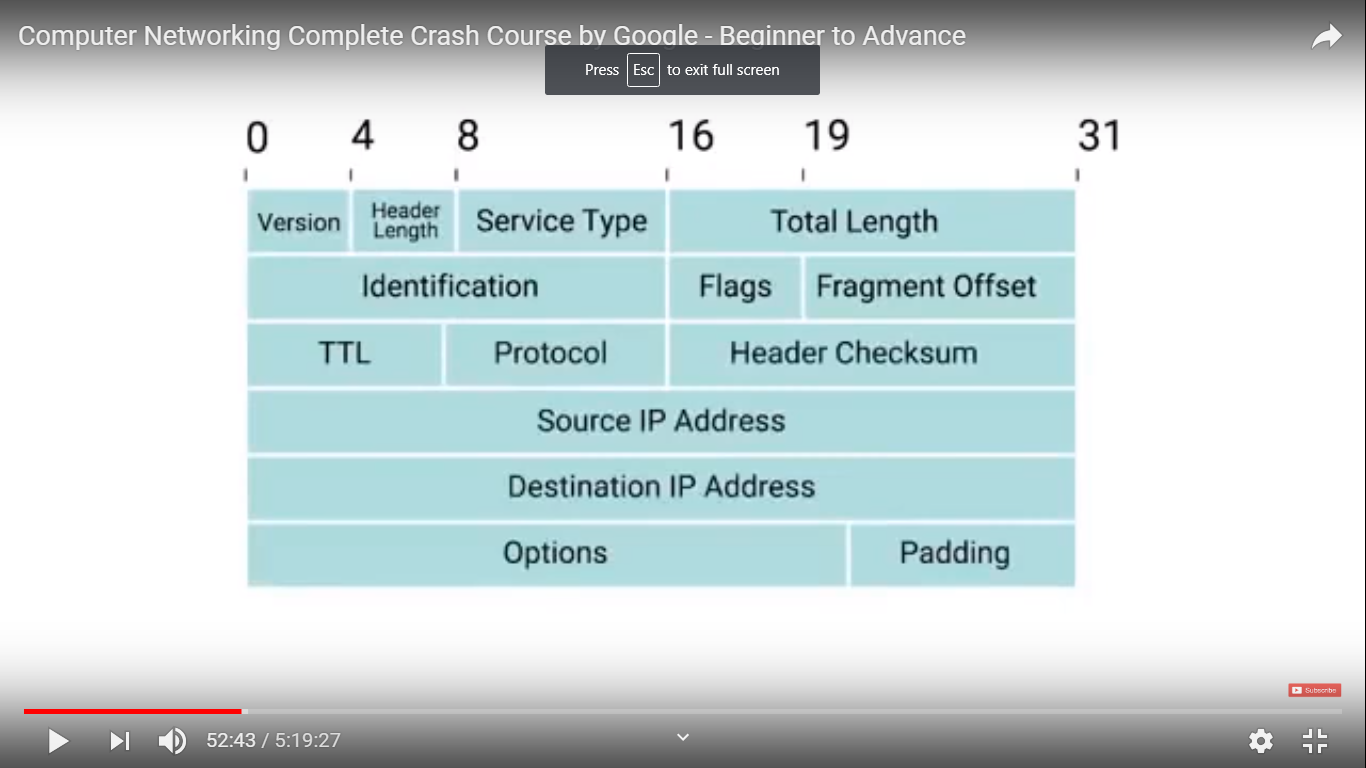 Computer Networking Complete Crash Course by Google - Beginner to Advance
Press Esc to exit full screen
0 4 8 16 19 31
Version Header Length Service Type Total Length
Identification Flags Fragment Offset
TTL Protocol Header Checksum
Source IP Address
Destination IP Address
Options Padding
Subscribe
52:43 / 5:19:27